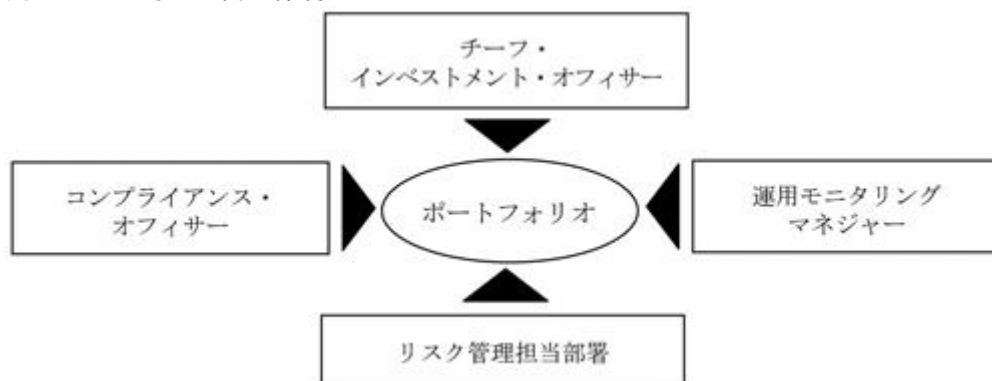 チーフ・
インベストメント・オフィサー
コンプライアンス・
オフィサー
ポートフォリオ
運用モニタリング
マネジャー
リスク管理担当部署